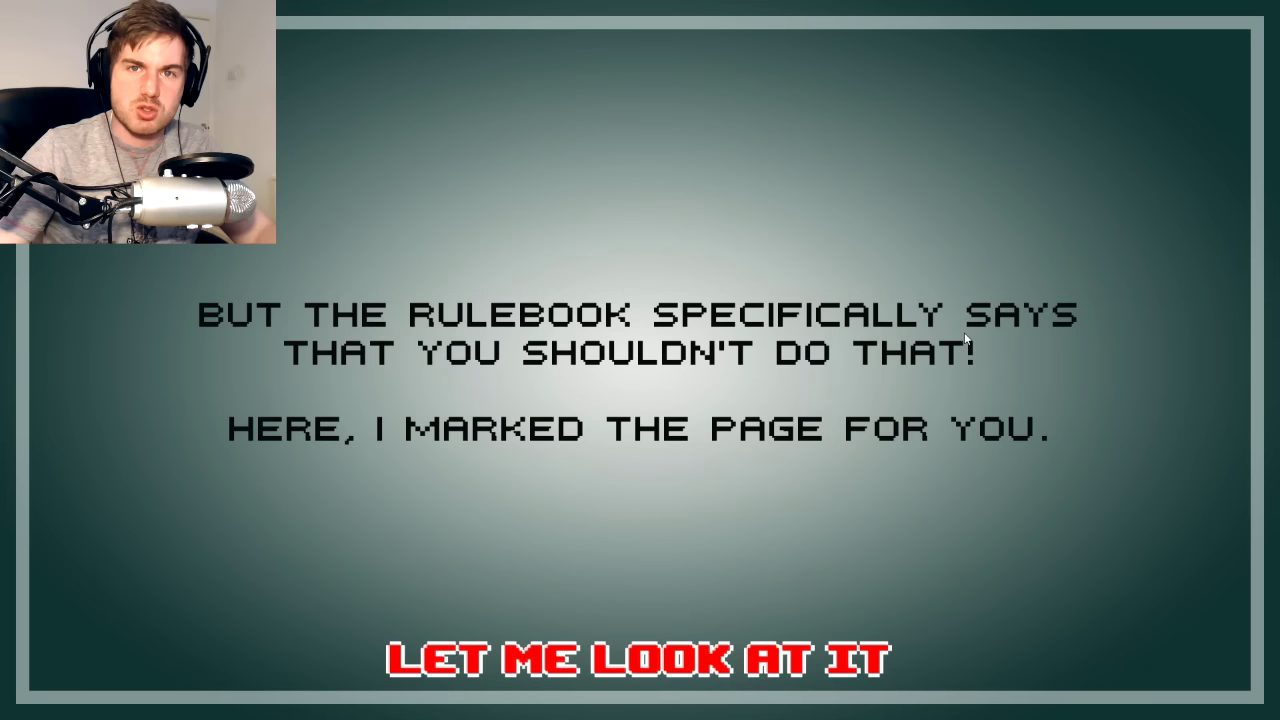 BUT THE RULEBOOK SPECIFICALLY SAYS
THAT YOU SHOULDN'T DO THAT!
HERE, I MARKED THE PAGE FOR YOU.
LET ME LOOK AT IT